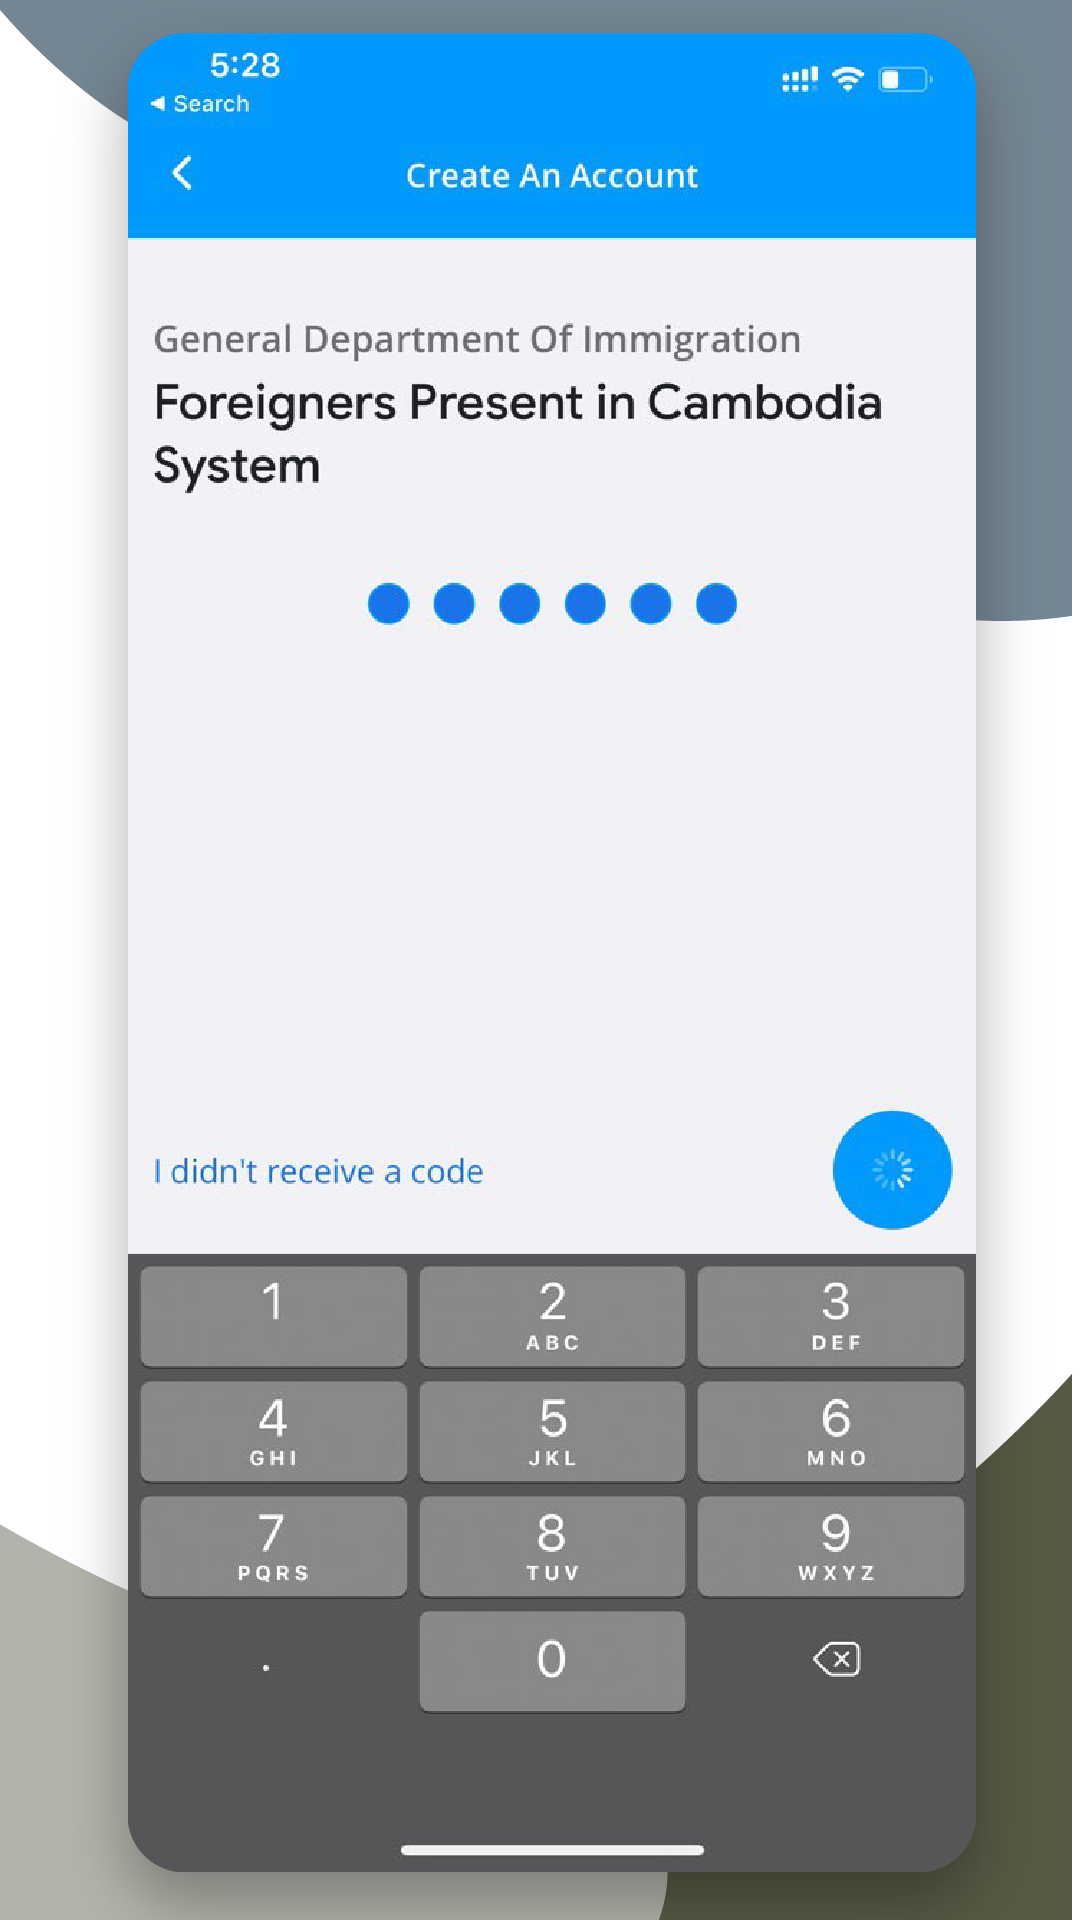 5:28
◀ Search
Create An Account
General Department Of Immigration
Foreigners Present in Cambodia
System
I didn't receive a code
1
2
ABC
3
DEF
4
GHI
5
JKL
6
MNO
7
PQRS
8
TUV
9
WXYZ
.
0